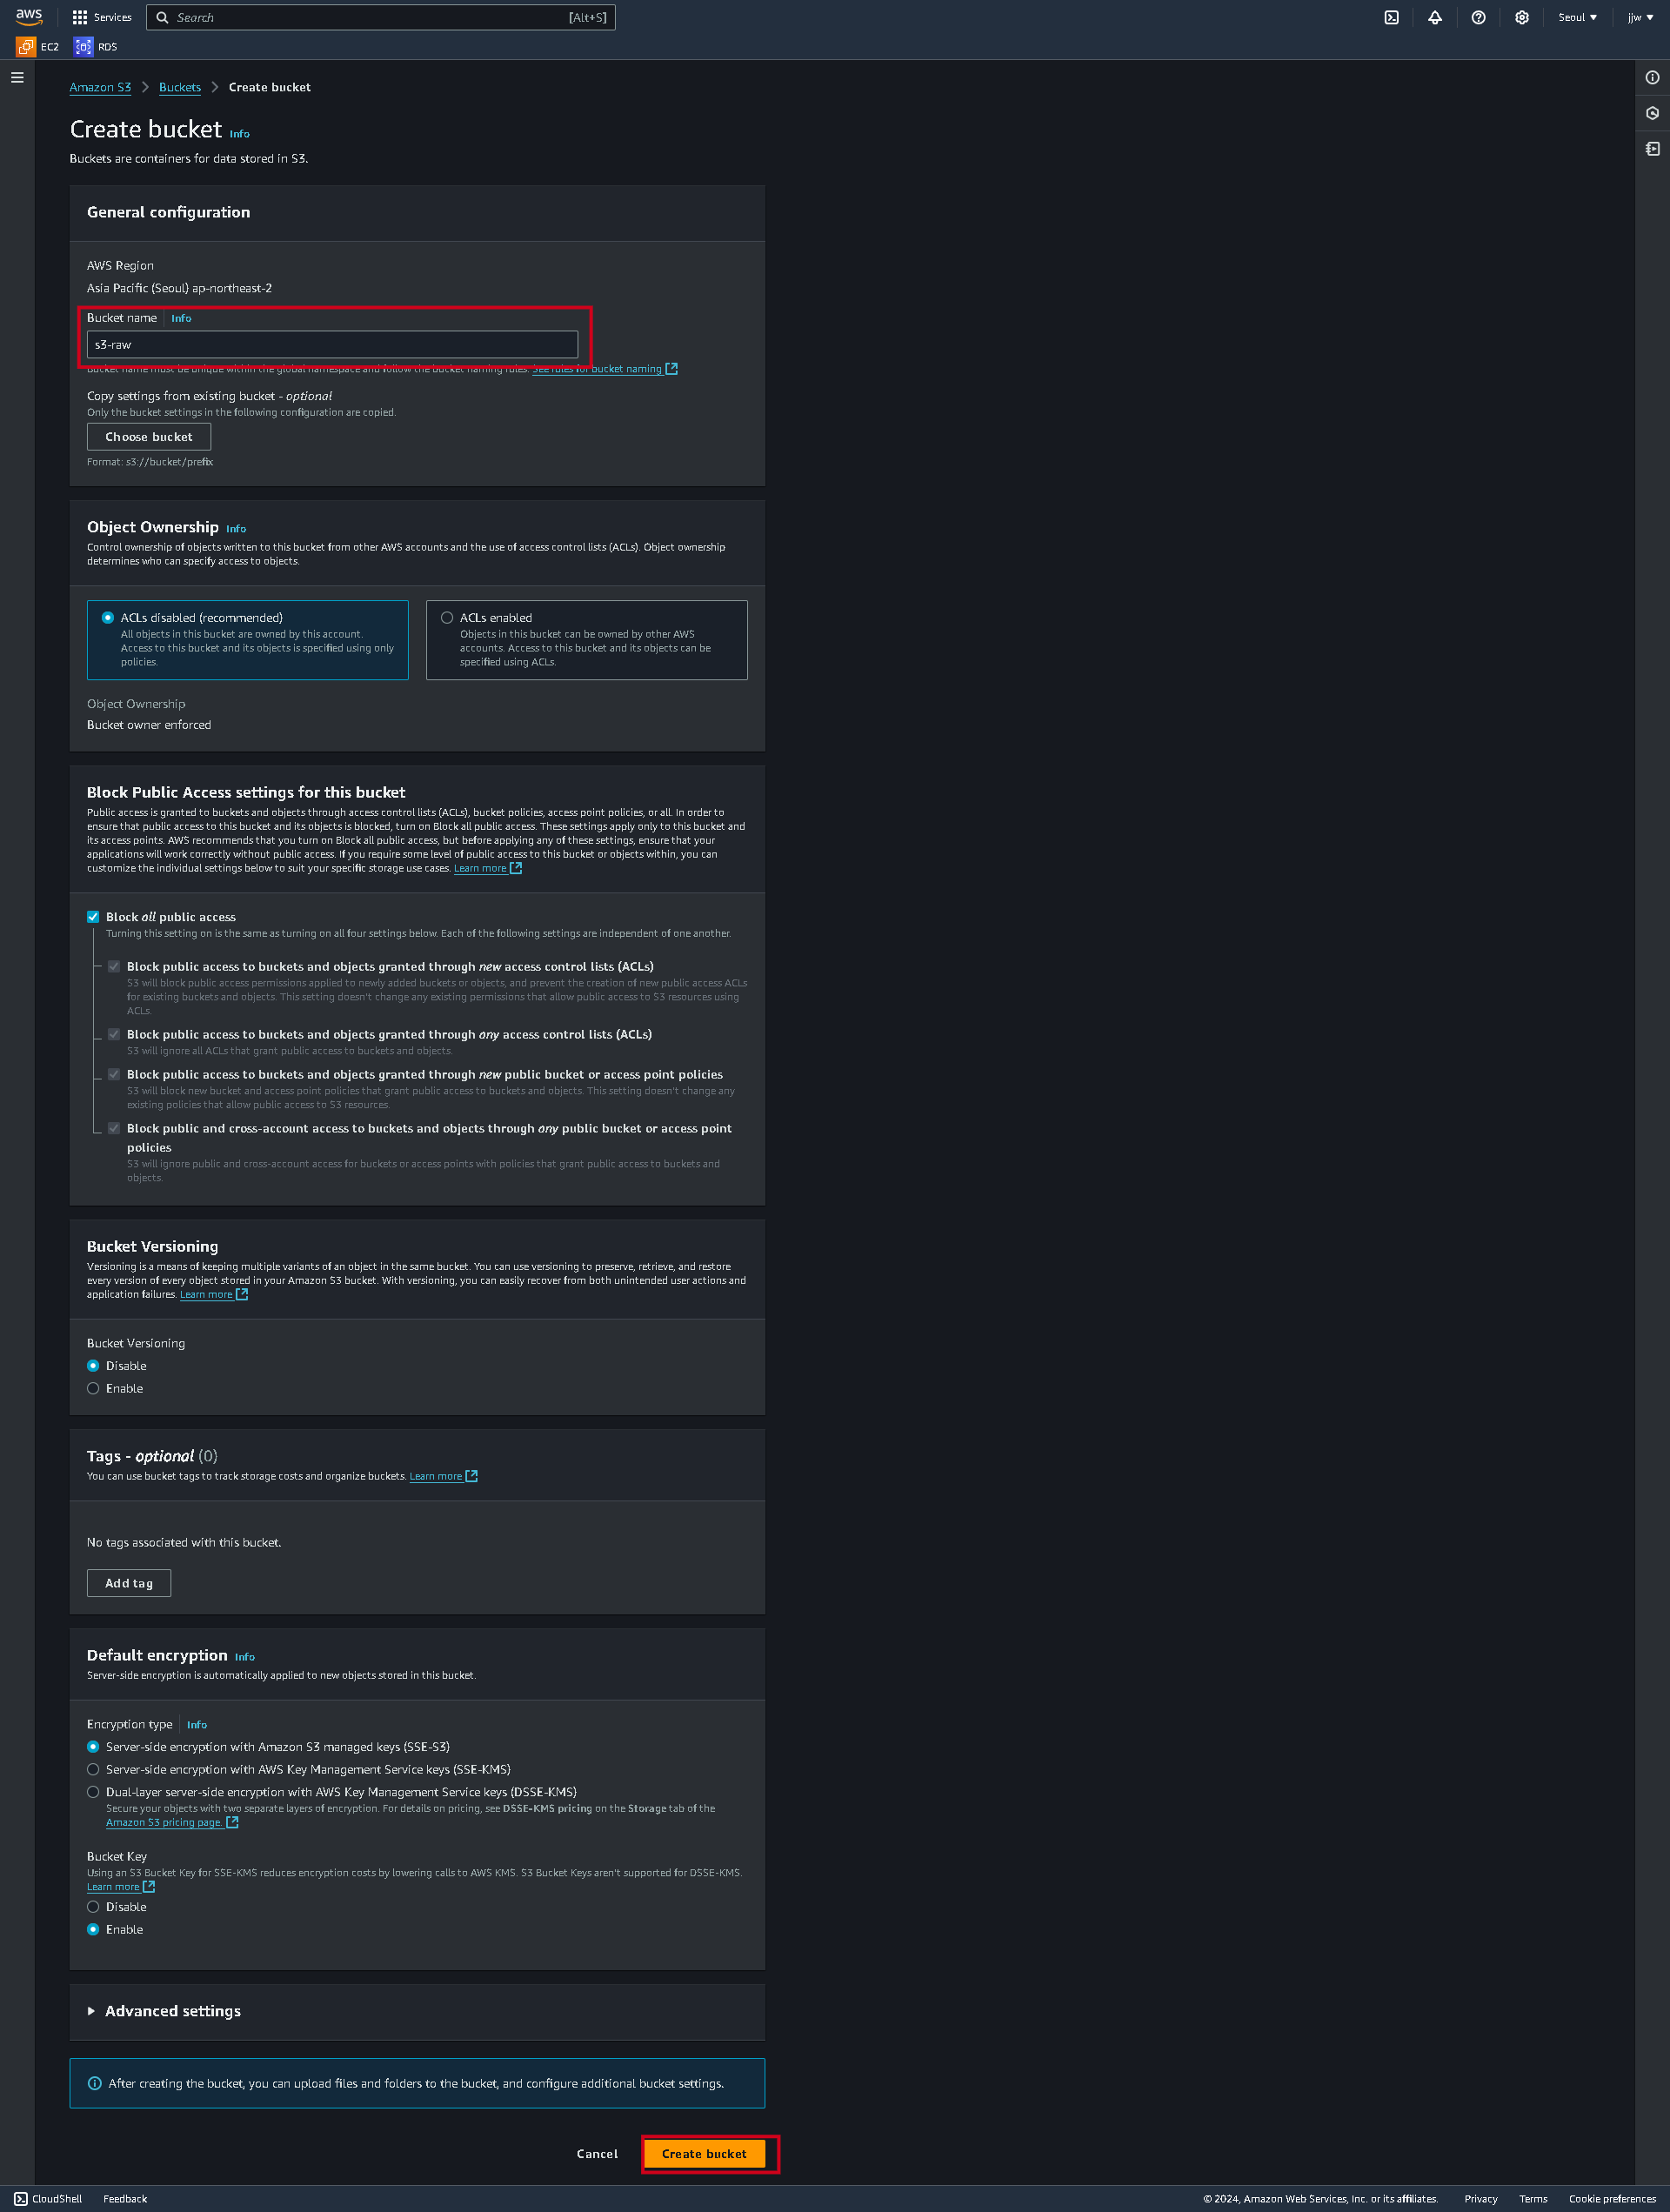 aws
Services
Search
[Alt+S]
Seoul ▼
jjw ▼
EC2
RDS
Amazon S3 > Buckets > Create bucket
Create bucket Info
Buckets are containers for data stored in S3.
General configuration
AWS Region
Asia Pacific (Seoul) ap-northeast-2
Bucket name | Info
s3-raw
Bucket name must be unique within the global namespace and follow the bucket naming rules. See rules for bucket naming
Copy settings from existing bucket - optional
Only the bucket settings in the following configuration are copied.
Choose bucket
Format: s3://bucket/prefix
Object Ownership Info
Control ownership of objects written to this bucket from other AWS accounts and the use of access control lists (ACLs). Object ownership
determines who can specify access to objects.
ACLs disabled (recommended)
All objects in this bucket are owned by this account.
Access to this bucket and its objects is specified using only
policies.
ACLs enabled
Objects in this bucket can be owned by other AWS
accounts. Access to this bucket and its objects can be
specified using ACLs.
Object Ownership
Bucket owner enforced
Block Public Access settings for this bucket
Public access is granted to buckets and objects through access control lists (ACLs), bucket policies, access point policies, or all. In order to
ensure that public access to this bucket and its objects is blocked, turn on Block all public access. These settings apply only to this bucket and
its access points. AWS recommends that you turn on Block all public access, but before applying any of these settings, ensure that your
applications will work correctly without public access. If you require some level of public access to this bucket or objects within, you can
customize the individual settings below to suit your specific storage use cases. Learn more
Block all public access
Turning this setting on is the same as turning on all four settings below. Each of the following settings are independent of one another.
Block public access to buckets and objects granted through new access control lists (ACLs)
S3 will block public access permissions applied to newly added buckets or objects, and prevent the creation of new public access ACLs
for existing buckets and objects. This setting doesn't change any existing permissions that allow public access to S3 resources using
ACLs.
Block public access to buckets and objects granted through any access control lists (ACLs)
S3 will ignore all ACLs that grant public access to buckets and objects.
Block public access to buckets and objects granted through new public bucket or access point policies
S3 will block new bucket and access point policies that grant public access to buckets and objects. This setting doesn't change any
existing policies that allow public access to S3 resources.
Block public and cross-account access to buckets and objects through any public bucket or access point
policies
S3 will ignore public and cross-account access for buckets or access points with policies that grant public access to buckets and
objects.
Bucket Versioning
Versioning is a means of keeping multiple variants of an object in the same bucket. You can use versioning to preserve, retrieve, and restore
every version of every object stored in your Amazon S3 bucket. With versioning, you can easily recover from both unintended user actions and
application failures. Learn more
Bucket Versioning
Disable
Enable
Tags - optional (0)
You can use bucket tags to track storage costs and organize buckets. Learn more
No tags associated with this bucket.
Add tag
Default encryption Info
Server-side encryption is automatically applied to new objects stored in this bucket.
Encryption type | Info
Server-side encryption with Amazon S3 managed keys (SSE-S3)
Server-side encryption with AWS Key Management Service keys (SSE-KMS)
Dual-layer server-side encryption with AWS Key Management Service keys (DSSE-KMS)
Secure your objects with two separate layers of encryption. For details on pricing, see DSSE-KMS pricing on the Storage tab of the
Amazon S3 pricing page.
Bucket Key
Using an S3 Bucket Key for SSE-KMS reduces encryption costs by lowering calls to AWS KMS. S3 Bucket Keys aren't supported for DSSE-KMS.
Learn more
Disable
Enable
Advanced settings
After creating the bucket, you can upload files and folders to the bucket, and configure additional bucket settings.
Cancel
Create bucket
CloudShell
Feedback
© 2024, Amazon Web Services, Inc. or its affiliates.
Privacy
Terms
Cookie preferences